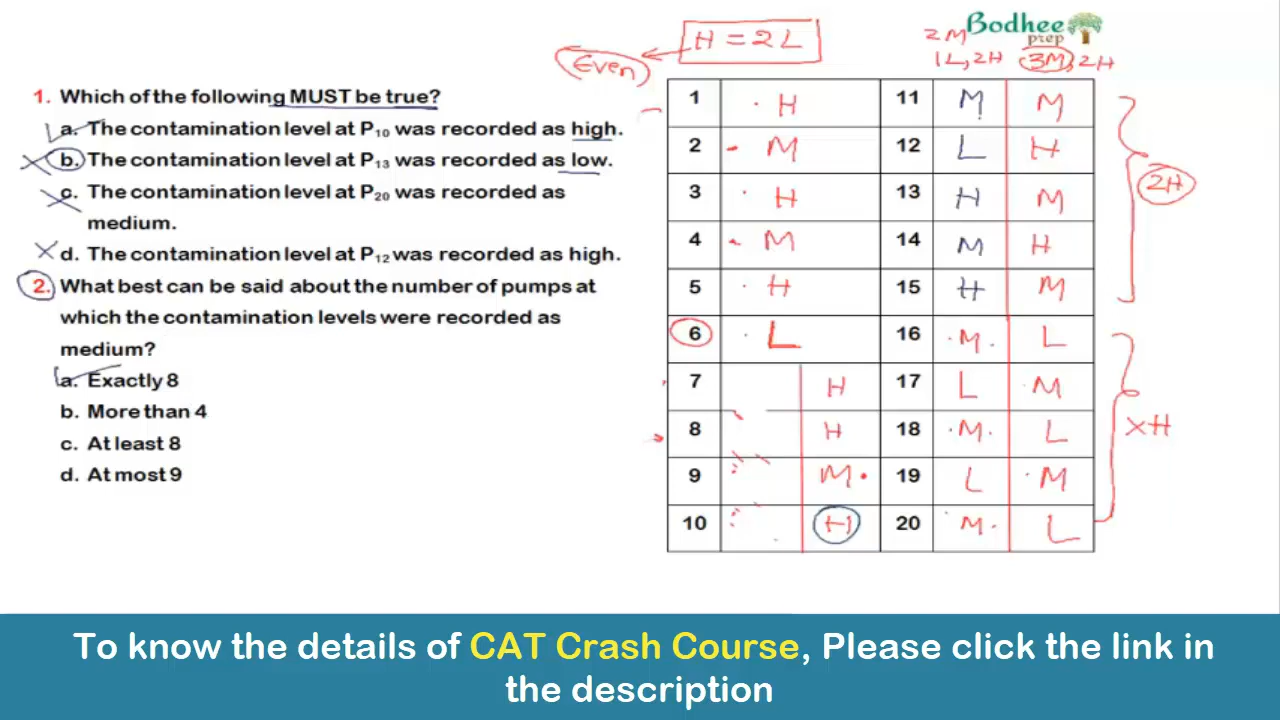 Bodhee
prep
H = 2L
Even
2M
1L, 2H
3M, 2H
1. Which of the following MUST be true?
a. The contamination level at P10 was recorded as high.
b. The contamination level at P13 was recorded as low.
c. The contamination level at P20 was recorded as
medium.
d. The contamination level at P12 was recorded as high.
2. What best can be said about the number of pumps at
which the contamination levels were recorded as
medium?
a. Exactly 8
b. More than 4
c. At least 8
d. At most 9
1 H 11 M M
2 M 12 L H
3 H 13 H M
4 M 14 M H
5 H 15 H M
6 L 16 M L
7 H 17 L M
8 H 18 M L
9 M 19 L M
10 H 20 M L
2H
XH
To know the details of CAT Crash Course, Please click the link in
the description